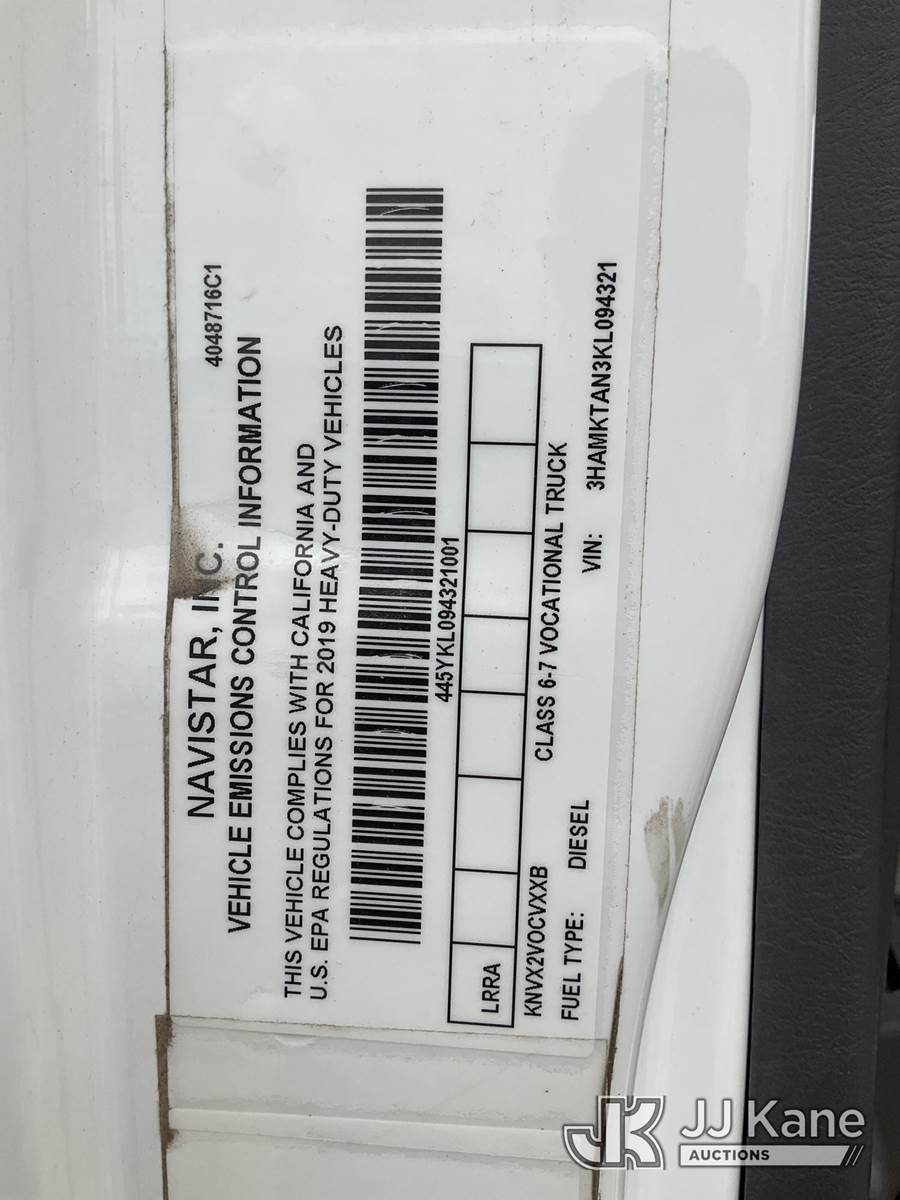 4048716C1
NAVISTAR, INC.
VEHICLE EMISSIONS CONTROL INFORMATION
THIS VEHICLE COMPLIES WITH CALIFORNIA AND
U.S. EPA REGULATIONS FOR 2019 HEAVY-DUTY VEHICLES
445YKL094321001
LRRA
KNVX2VOCVXXB CLASS 6-7 VOCATIONAL TRUCK
FUEL TYPE: DIESEL VIN: 3HAMKTAN3KL094321
JK JJ Kane
AUCTIONS